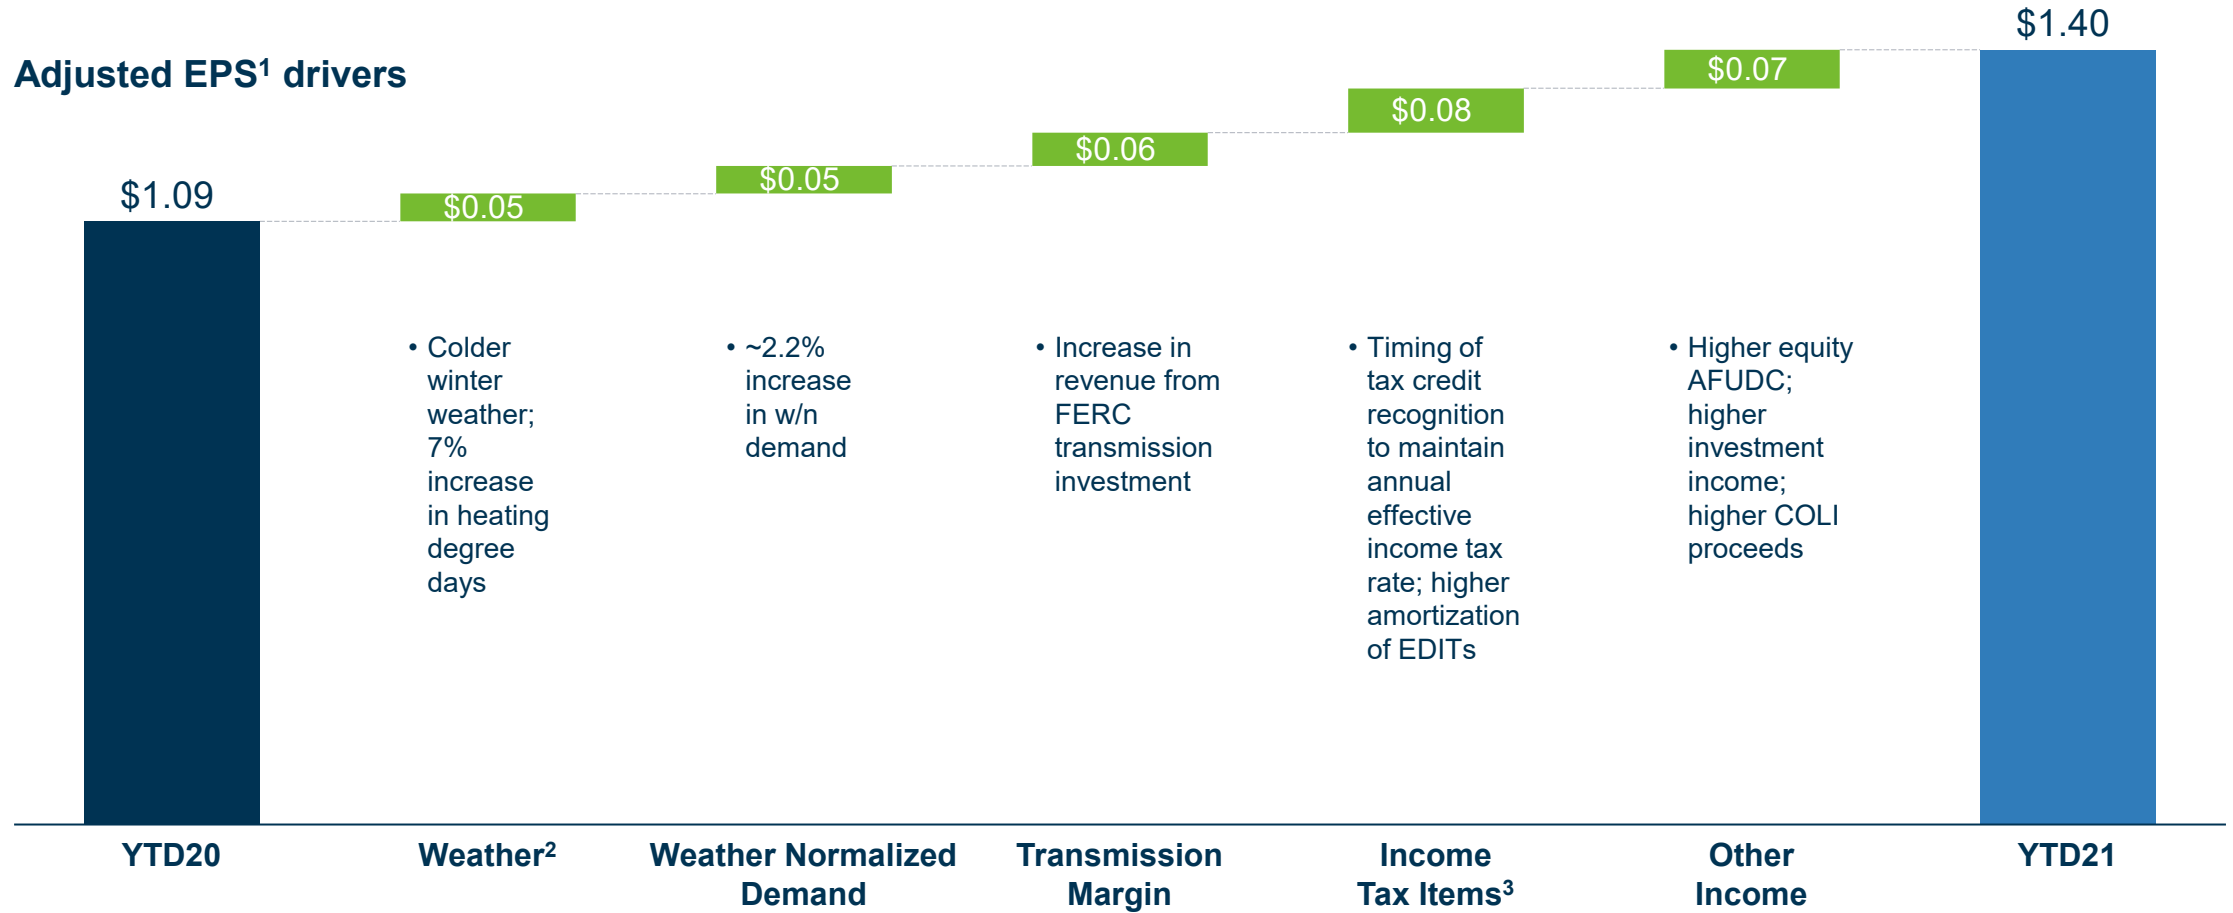 Adjusted EPS¹ drivers
$1.09
$0.05
$0.05
$0.06
$0.08
$0.07
$1.40
• Colder
winter
weather;
7%
increase
in heating
degree
days
• ~2.2%
increase
in w/n
demand
• Increase in
revenue from
FERC
transmission
investment
• Timing of
tax credit
recognition
to maintain
annual
effective
income tax
rate; higher
amortization
of EDITs
• Higher equity
AFUDC;
higher
investment
income;
higher COLI
proceeds
YTD20
Weather²
Weather Normalized
Demand
Transmission
Margin
Income
Tax Items³
Other
Income
YTD21